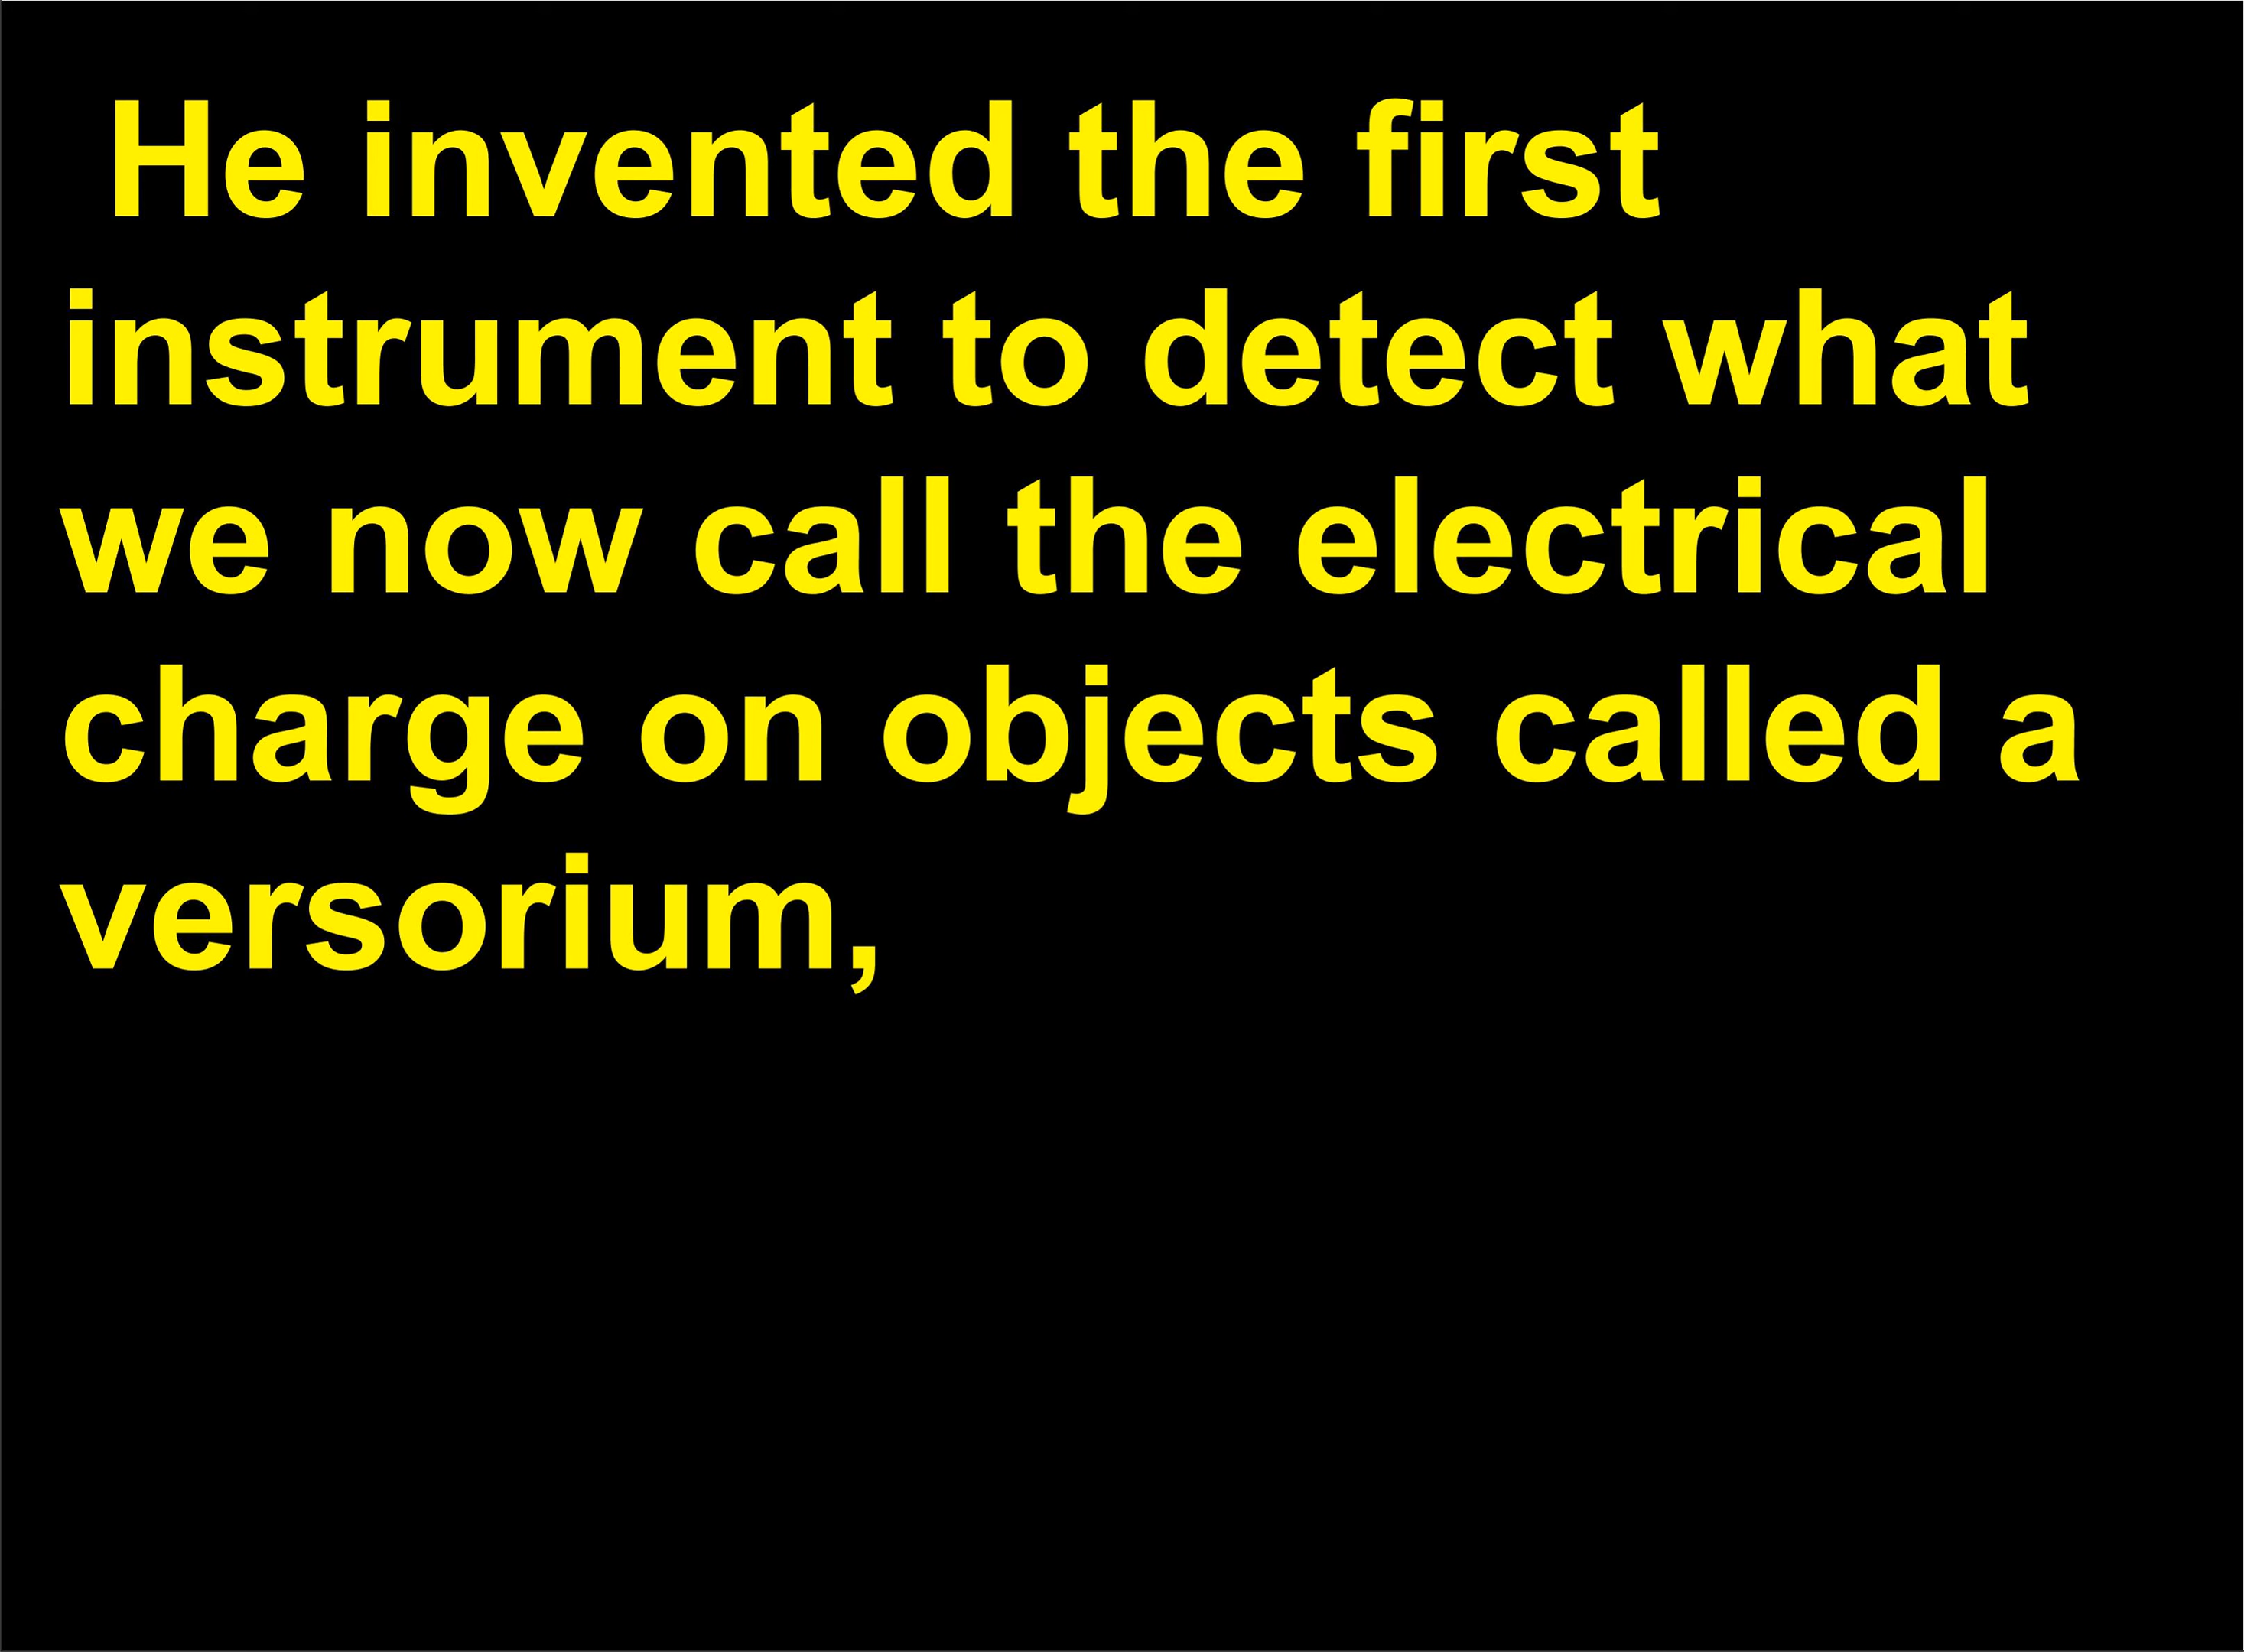 He invented the first
instrument to detect what
we now call the electrical
charge on objects called a
versorium,